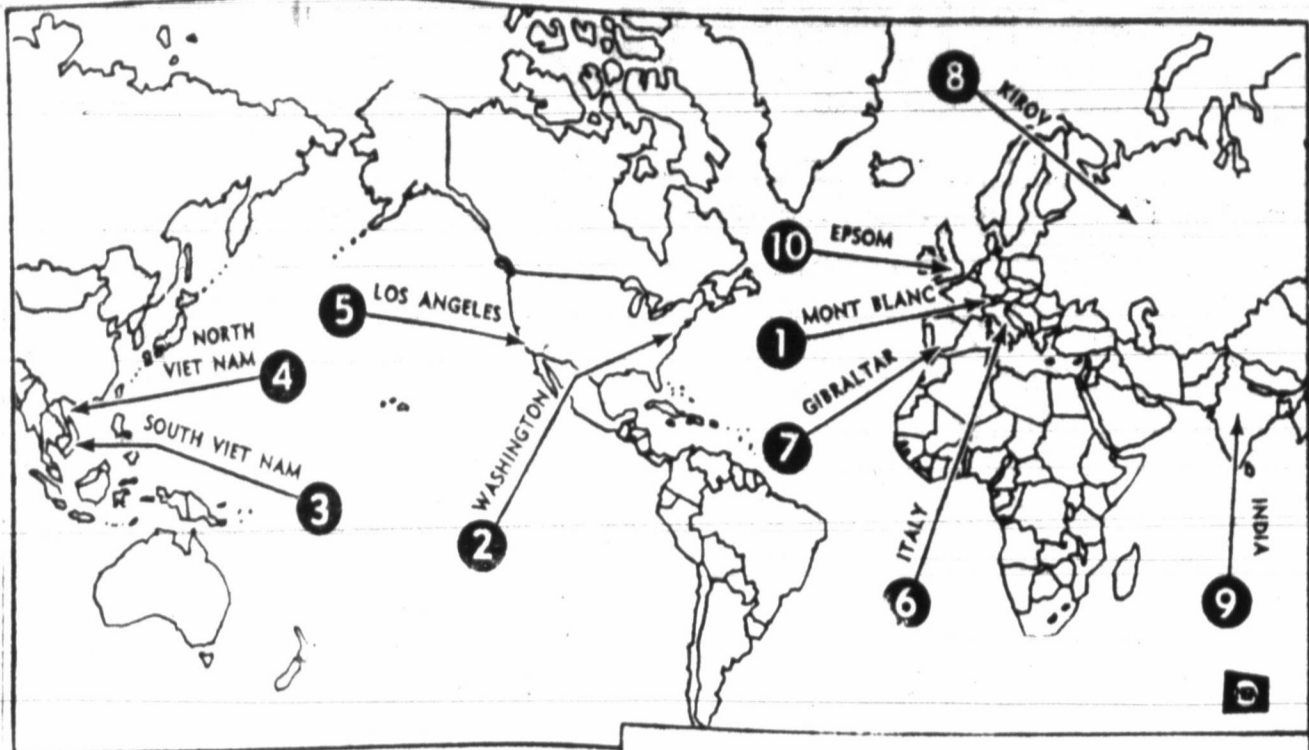 8
KIROV
10
EPSOM
5
LOS ANGELES
1
MONT BLANC
NORTH
VIET NAM
4
GIBRALTAR
7
SOUTH VIET NAM
3
WASHINGTON
2
ITALY
6
INDIA
9